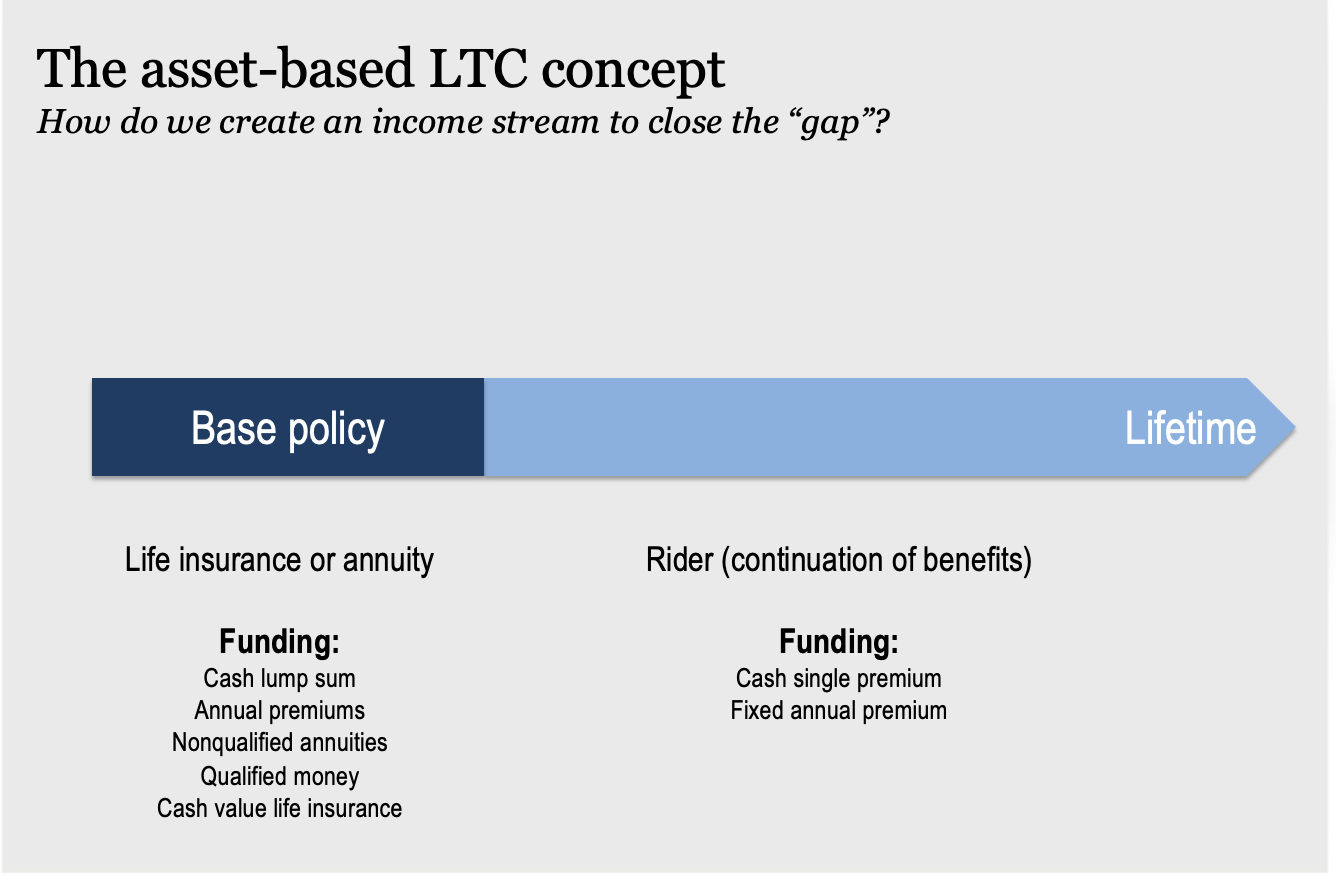 The asset-based LTC concept
How do we create an income stream to close the “gap”?
Base policy
Lifetime
Life insurance or annuity
Funding:
Cash lump sum
Annual premiums
Nonqualified annuities
Qualified money
Cash value life insurance
Rider (continuation of benefits)
Funding:
Cash single premium
Fixed annual premium